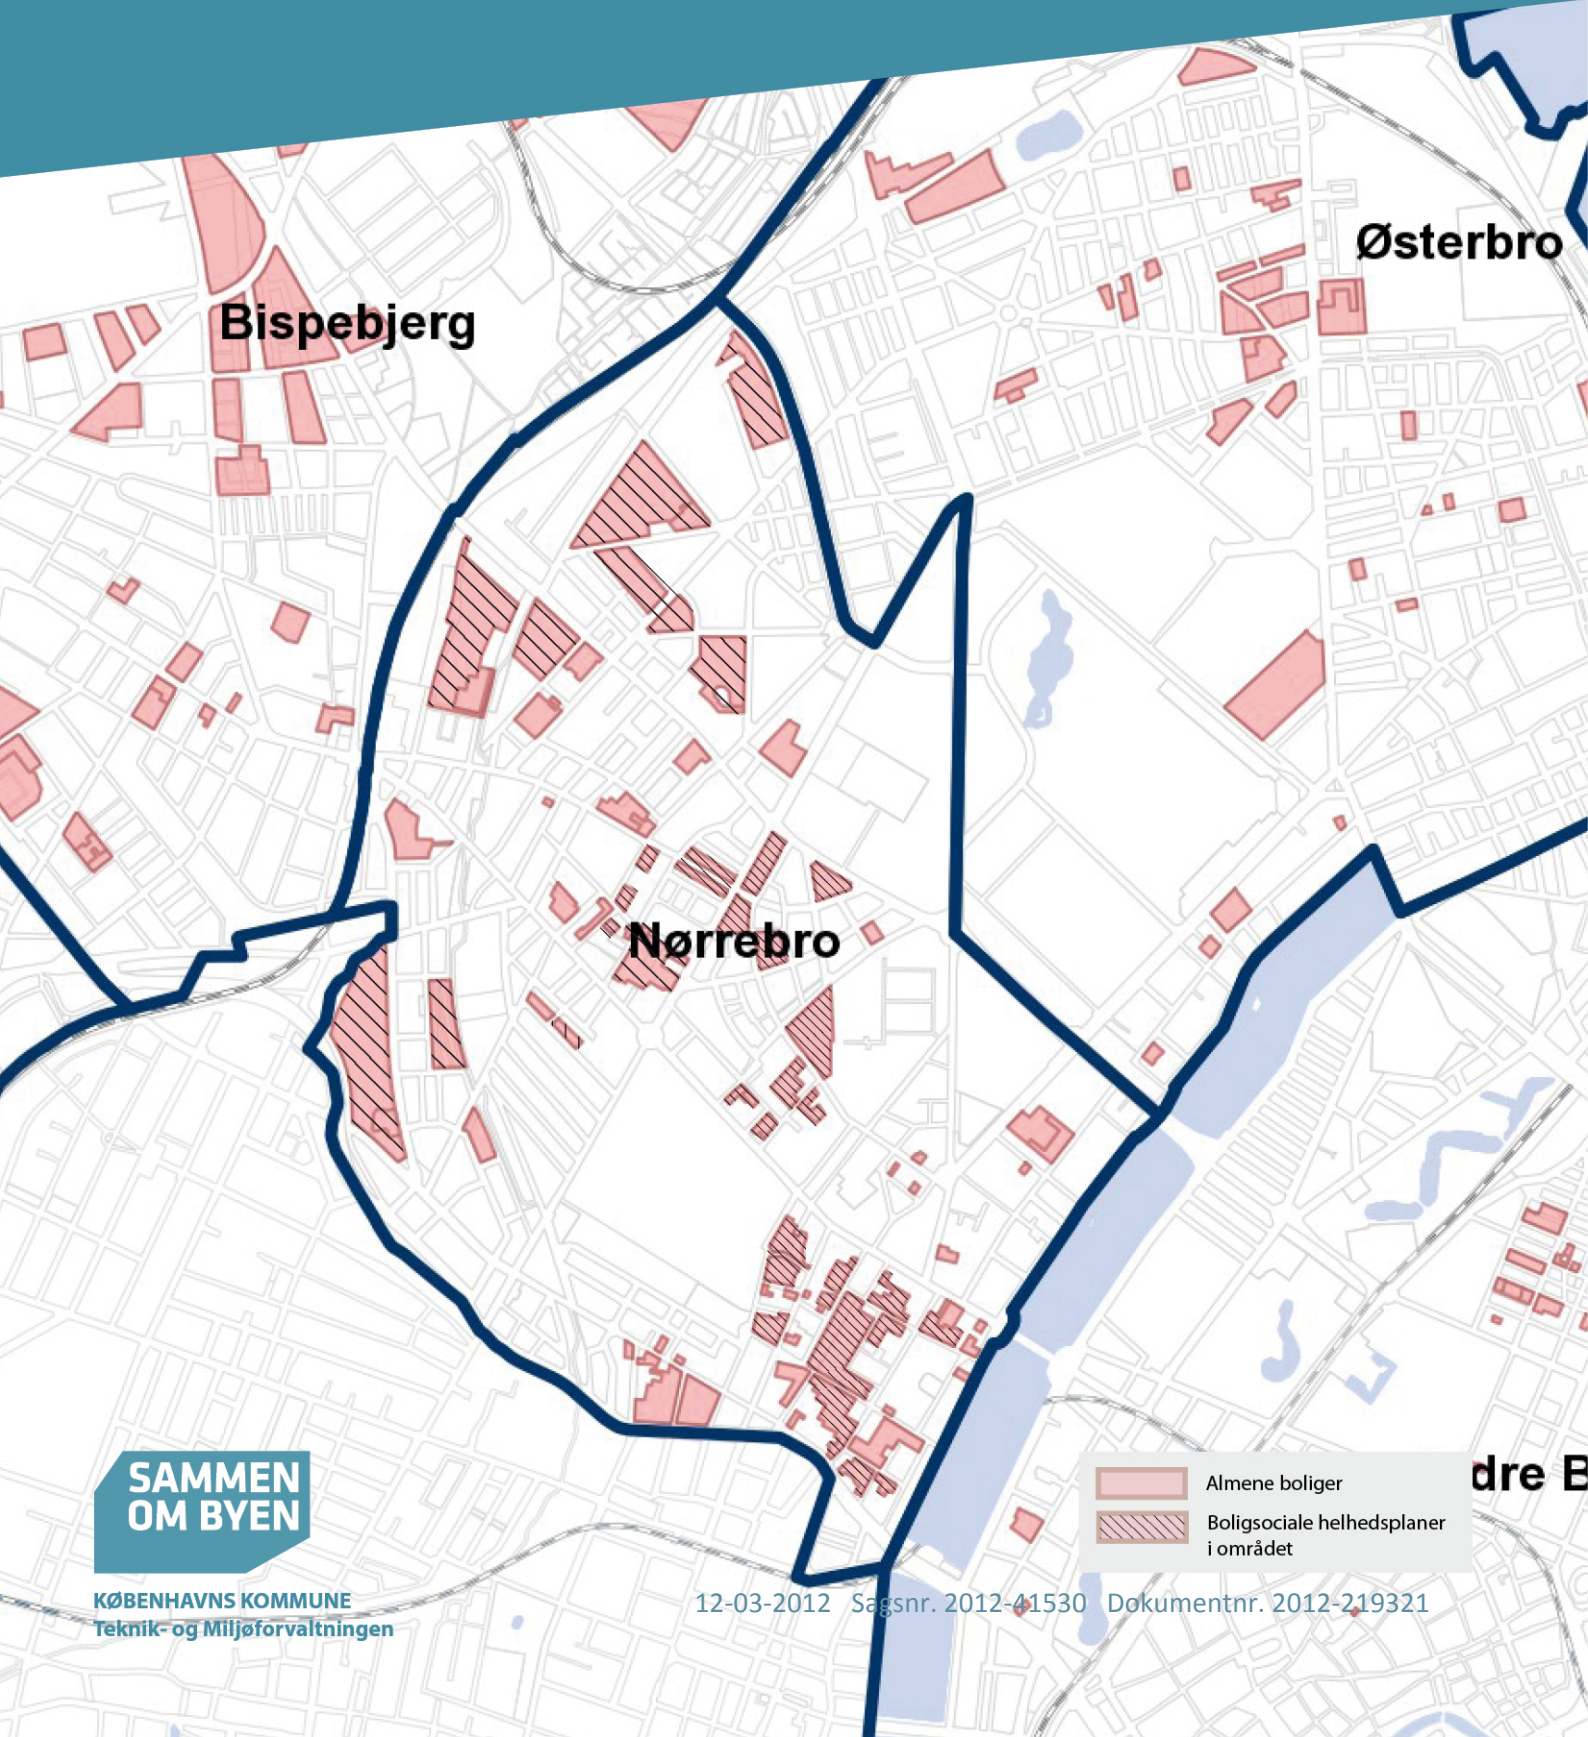 Østerbro
Bispebjerg
Nørrebro
dre B
SAMMEN
OM BYEN
Almene boliger
Boligsociale helhedsplaner
i området
KØBENHAVNS KOMMUNE
Teknik- og Miljøforvaltningen
12-03-2012 Sagsnr. 2012-41530 Dokumentnr. 2012-219321